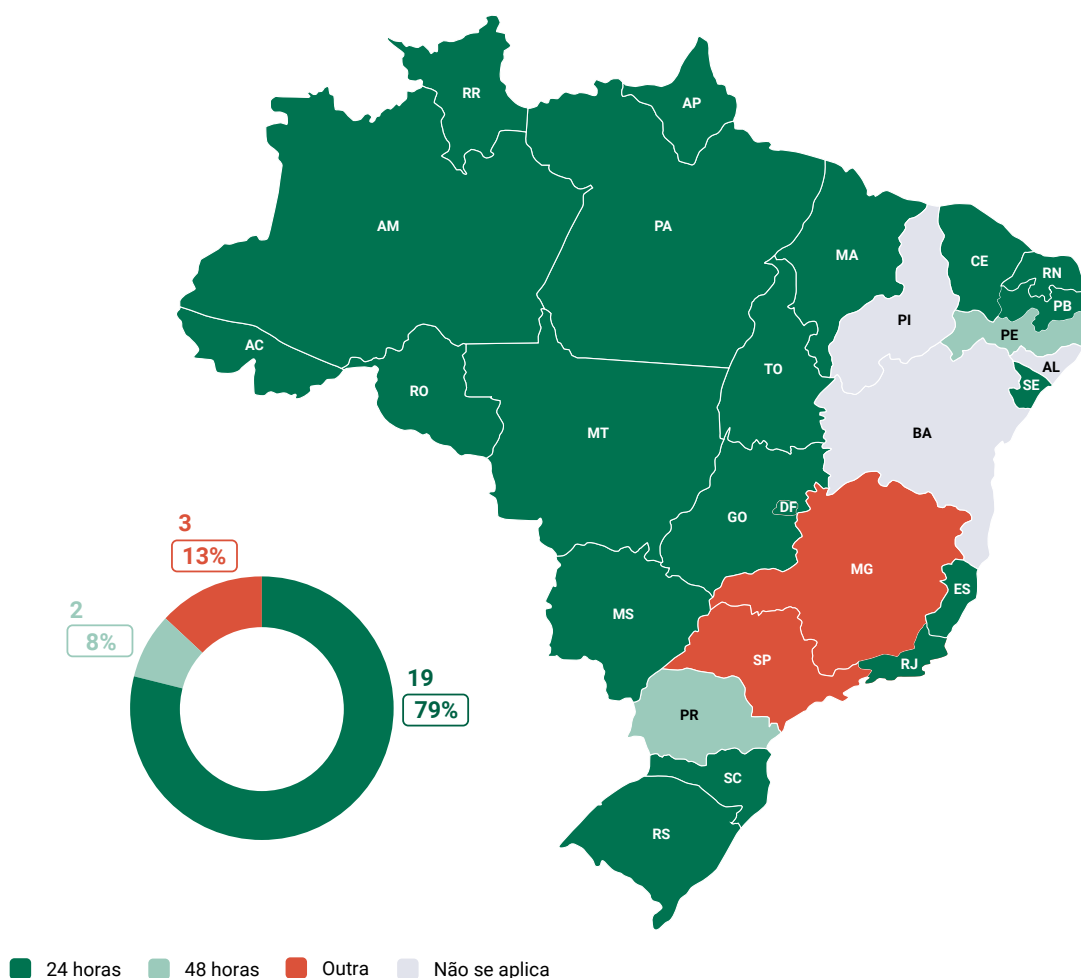 RR
AP
AM
PA
MA
CE
RN
PB
PI
PE
AC
TO
AL
SE
RO
MT
BA
GO
DF
MG
ES
MS
SP
RJ
PR
SC
RS
3
13%
2
8%
19
79%
24 horas
48 horas
Outra
Não se aplica